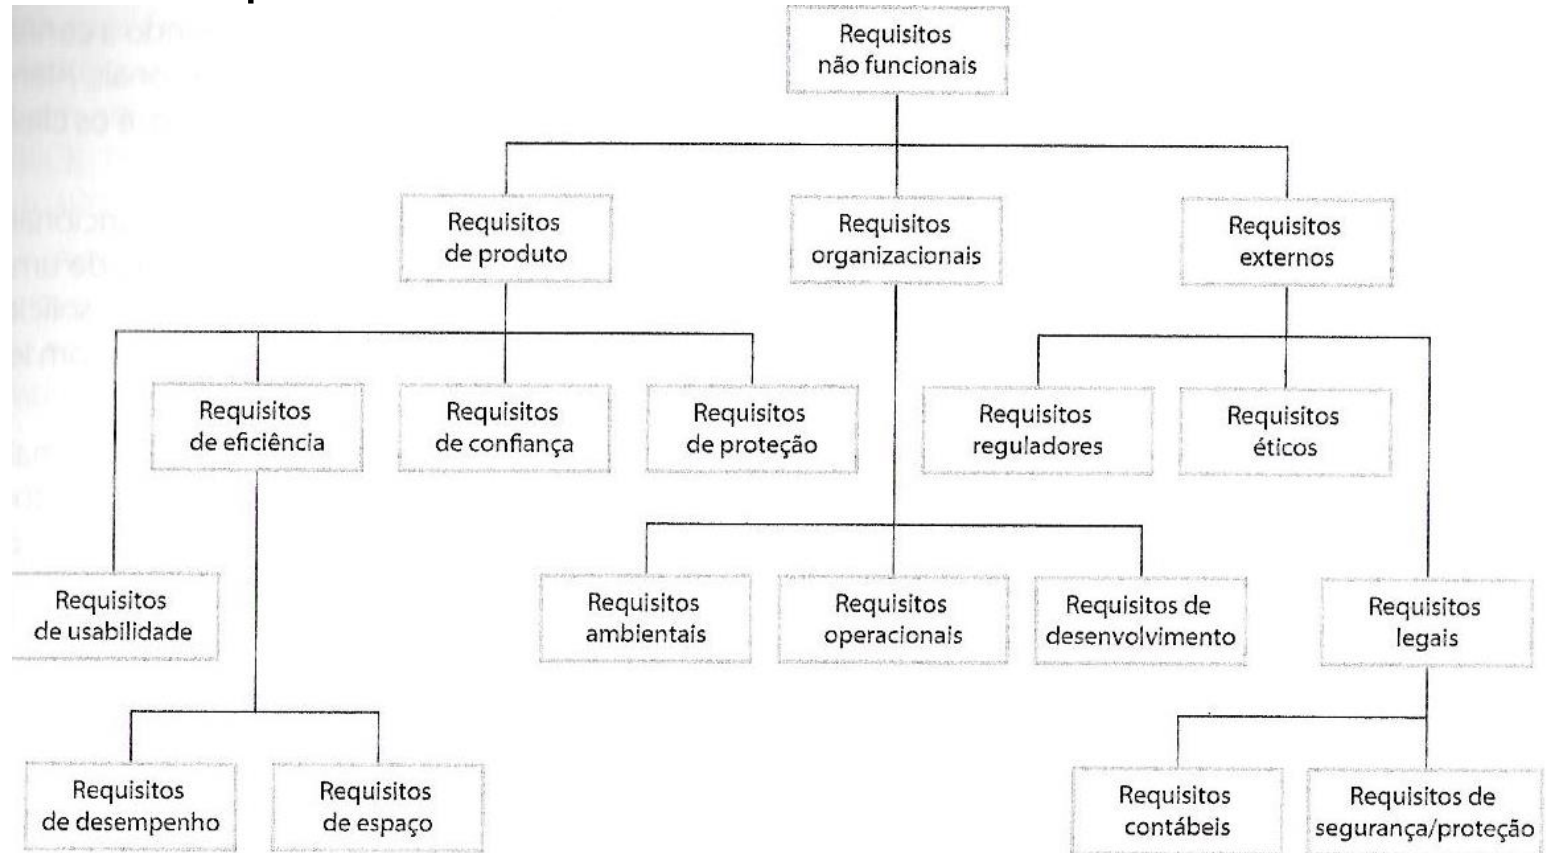 Requisitos
não funcionais
Requisitos
de produto
Requisitos
organizacionais
Requisitos
externos
Requisitos
de eficiência
Requisitos
de confiança
Requisitos
de proteção
Requisitos
reguladores
Requisitos
éticos
Requisitos
de usabilidade
Requisitos
ambientais
Requisitos
operacionais
Requisitos de
desenvolvimento
Requisitos
legais
Requisitos
de desempenho
Requisitos
de espaço
Requisitos
contábeis
Requisitos de
segurança/proteção